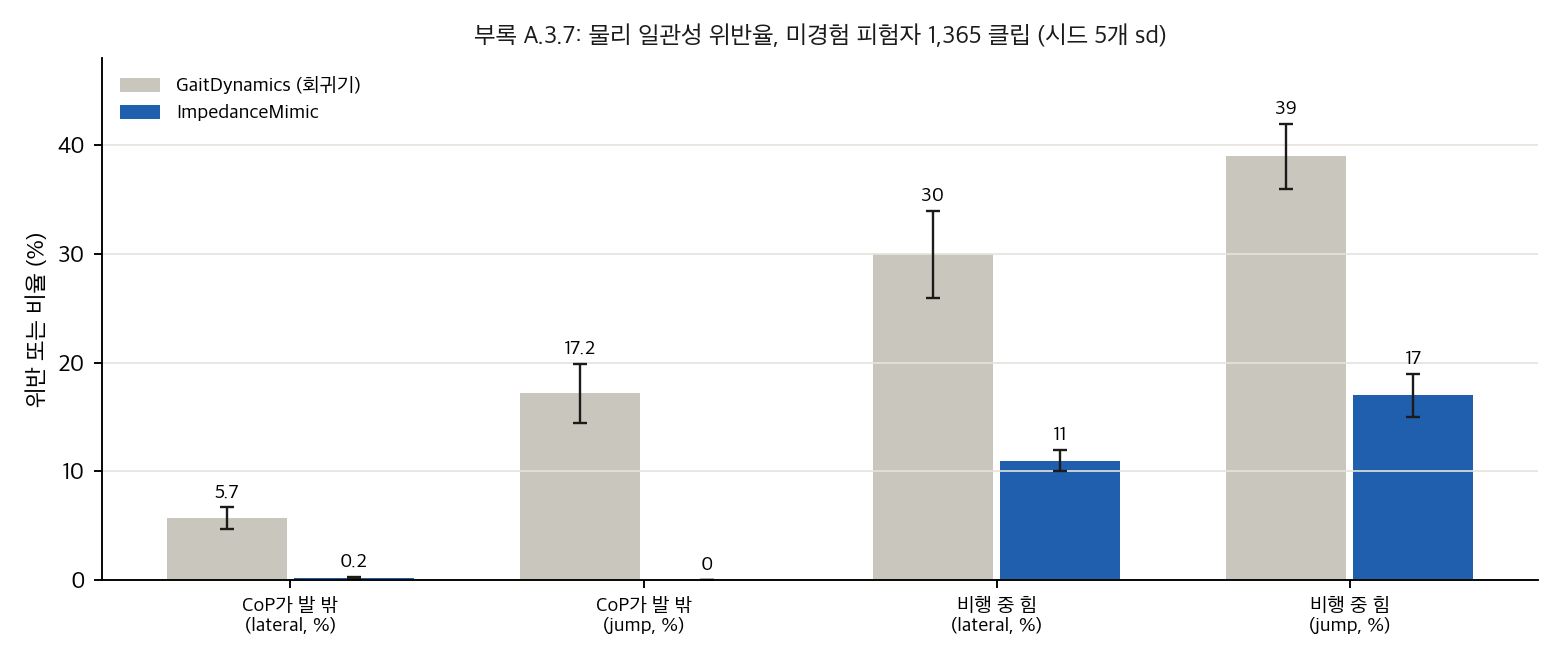 부록 A.3.7: 물리 일관성 위반율, 미경험 피험자 1,365 클립 (시드 5개 sd)
GaitDynamics (회귀기)
ImpedanceMimic
위반 또는 비율 (%)
40
30
20
10
0
5.7
0.2
17.2
0
30
11
39
17
CoP가 발 밖
(lateral, %)
CoP가 발 밖
(jump, %)
비행 중 힘
(lateral, %)
비행 중 힘
(jump, %)